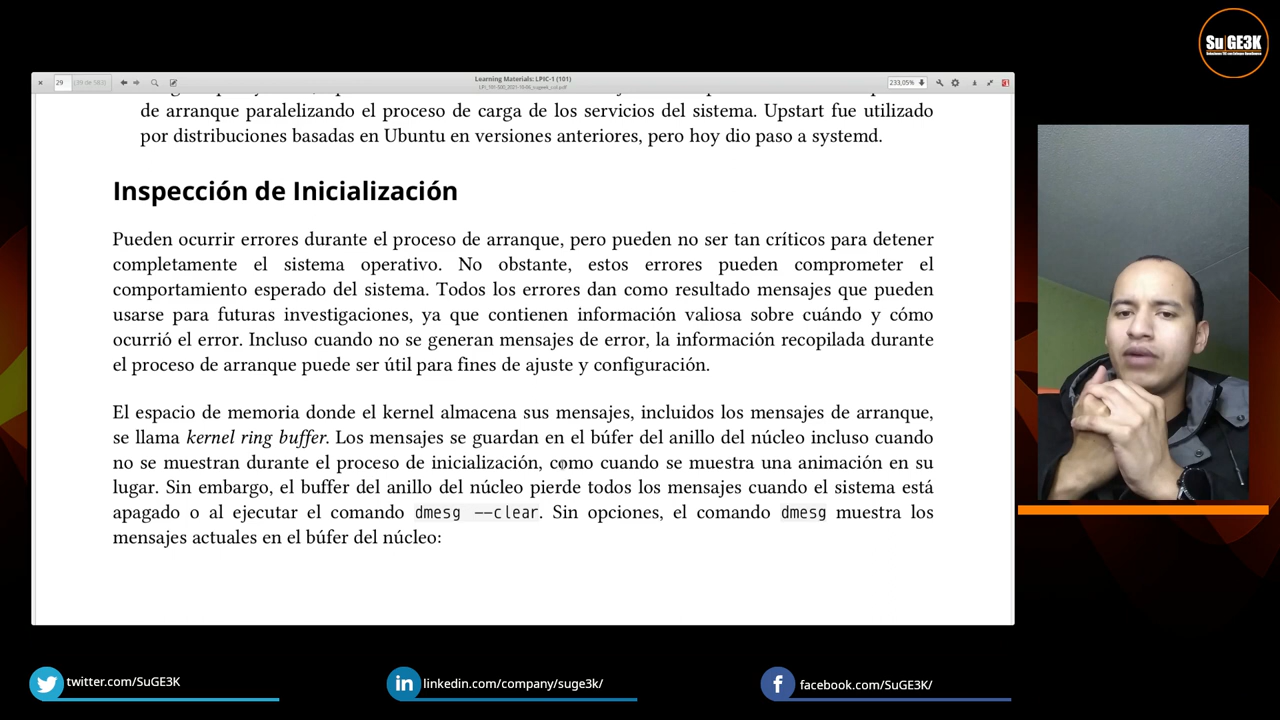 Su GE3K
29
Learning Materials: LPIC-1 (101)
233,05%
de arranque paralelizando el proceso de carga de los servicios del sistema. Upstart fue utilizado
por distribuciones basadas en Ubuntu en versiones anteriores, pero hoy dio paso a systemd.
Inspección de Inicialización
Pueden ocurrir errores durante el proceso de arranque, pero pueden no ser tan críticos para detener
completamente el sistema operativo. No obstante, estos errores pueden comprometer el
comportamiento esperado del sistema. Todos los errores dan como resultado mensajes que pueden
usarse para futuras investigaciones, ya que contienen información valiosa sobre cuándo y cómo
ocurrió el error. Incluso cuando no se generan mensajes de error, la información recopilada durante
el proceso de arranque puede ser útil para fines de ajuste y configuración.
El espacio de memoria donde el kernel almacena sus mensajes, incluidos los mensajes de arranque,
se llama kernel ring buffer. Los mensajes se guardan en el búfer del anillo del núcleo incluso cuando
no se muestran durante el proceso de inicialización, como cuando se muestra una animación en su
lugar. Sin embargo, el buffer del anillo del núcleo pierde todos los mensajes cuando el sistema está
apagado o al ejecutar el comando dmesg --clear. Sin opciones, el comando dmesg muestra los
mensajes actuales en el búfer del núcleo:
twitter.com/SuGE3K
linkedin.com/company/suge3k/
facebook.com/SuGE3K/